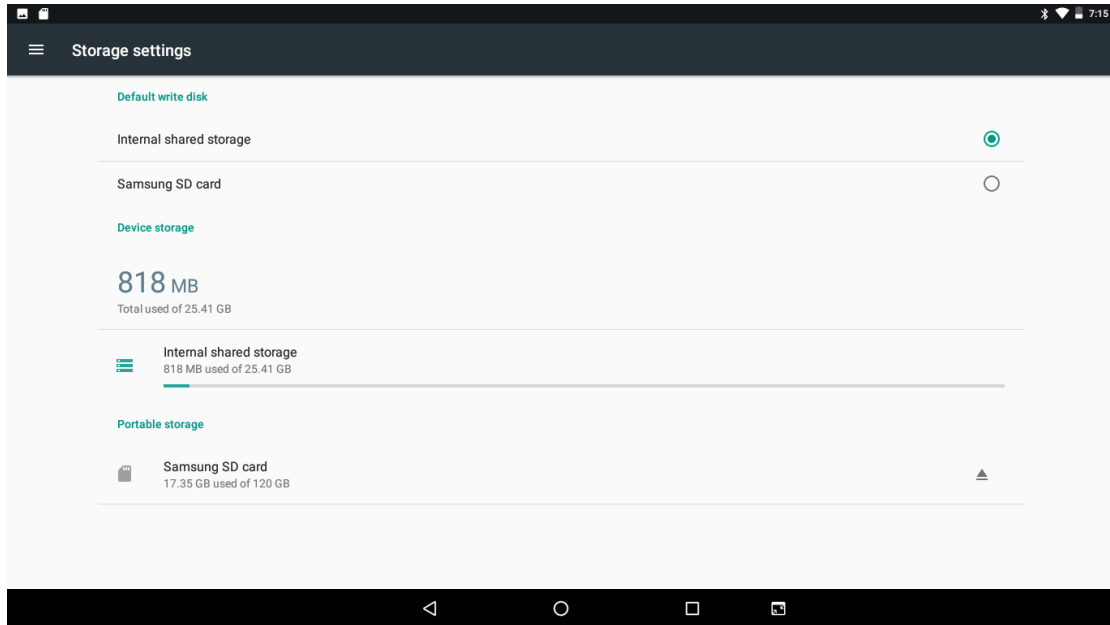 7:15
Storage settings
Default write disk
Internal shared storage
Samsung SD card
Device storage
818 MB
Total used of 25.41 GB
Internal shared storage
818 MB used of 25.41 GB
Portable storage
Samsung SD card
17.35 GB used of 120 GB